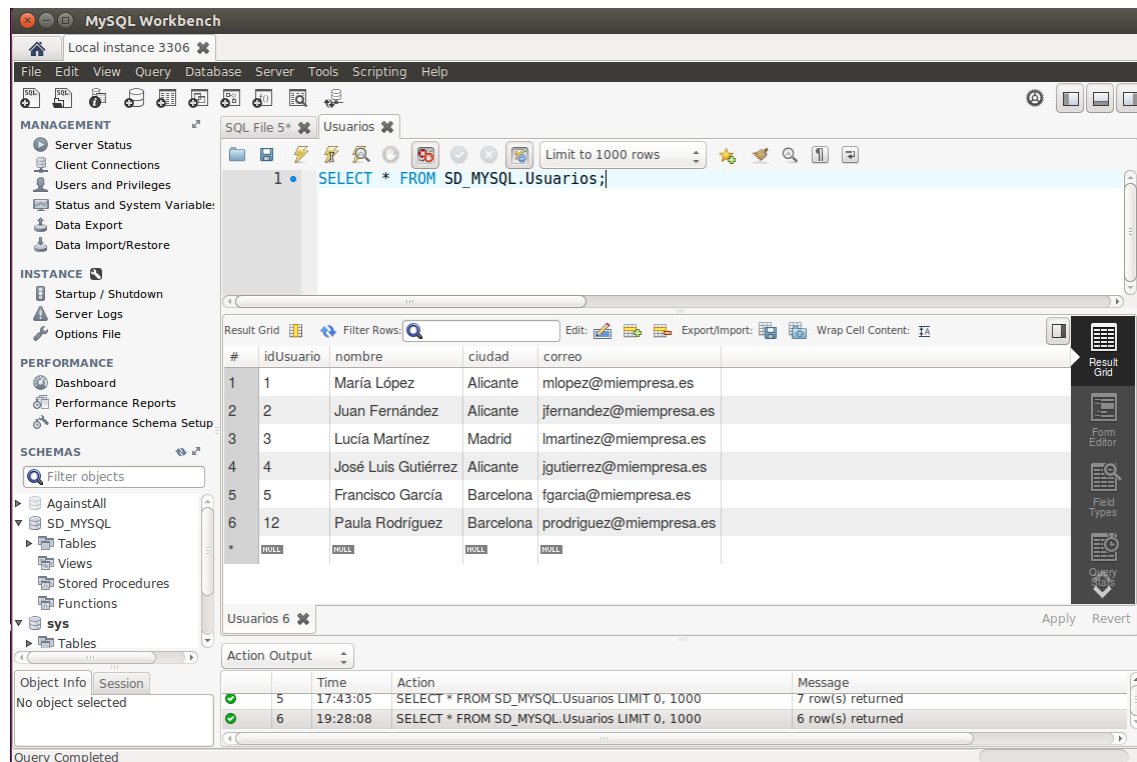 MySQL Workbench
Local instance 3306
File Edit View Query Database Server Tools Scripting Help
MANAGEMENT
Server Status
Client Connections
Users and Privileges
Status and System Variables
Data Export
Data Import/Restore
INSTANCE
Startup / Shutdown
Server Logs
Options File
PERFORMANCE
Dashboard
Performance Reports
Performance Schema Setup
SCHEMAS
Filter objects
AgainstAll
SD_MYSQL
Tables
Views
Stored Procedures
Functions
sys
Tables
Object Info Session
No object selected
SQL File 5* Usuarios
Limit to 1000 rows
1 SELECT * FROM SD_MYSQL.Usuarios;
Result Grid Filter Rows: Edit: Export/Import: Wrap Cell Content:
# idUsuario nombre ciudad correo
1 1 María López Alicante mlopez@miempresa.es
2 2 Juan Fernández Alicante jfernandez@miempresa.es
3 3 Lucía Martínez Madrid lmartinez@miempresa.es
4 4 José Luis Gutiérrez Alicante jgutierrez@miempresa.es
5 5 Francisco García Barcelona fgarcia@miempresa.es
6 12 Paula Rodríguez Barcelona prodriguez@miempresa.es
* NULL NULL NULL NULL
Result
Grid
Form
Editor
Field
Types
Query
Stats
Usuarios 6 Apply Revert
Action Output
Time Action Message
5 17:43:05 SELECT * FROM SD_MYSQL.Usuarios LIMIT 0, 1000 7 row(s) returned
6 19:28:08 SELECT * FROM SD_MYSQL.Usuarios LIMIT 0, 1000 6 row(s) returned
Query Completed